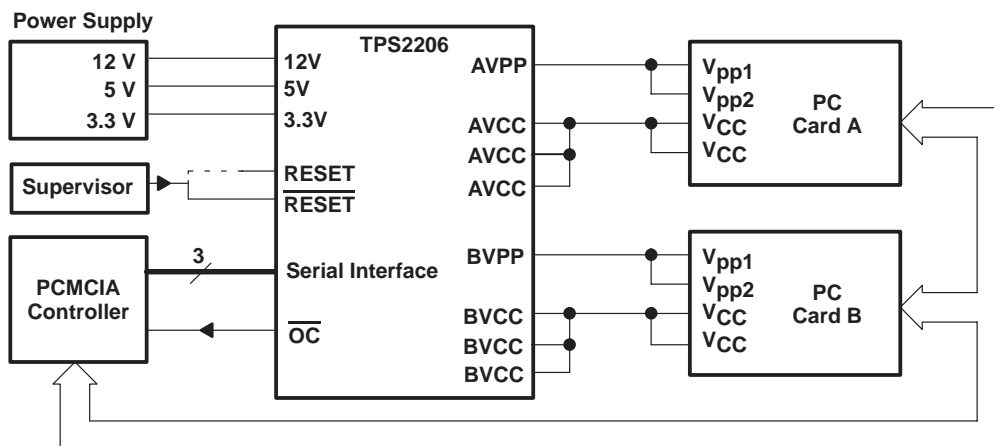 Power Supply
12 V
5 V
3.3 V
Supervisor
PCMCIA
Controller
3
TPS2206
12V
5V
3.3V
RESET
RESET
Serial Interface
OC
AVPP
AVCC
AVCC
AVCC
BVPP
BVCC
BVCC
BVCC
Vpp1
Vpp2
VCC
VCC
PC
Card A
Vpp1
Vpp2
VCC
VCC
PC
Card B